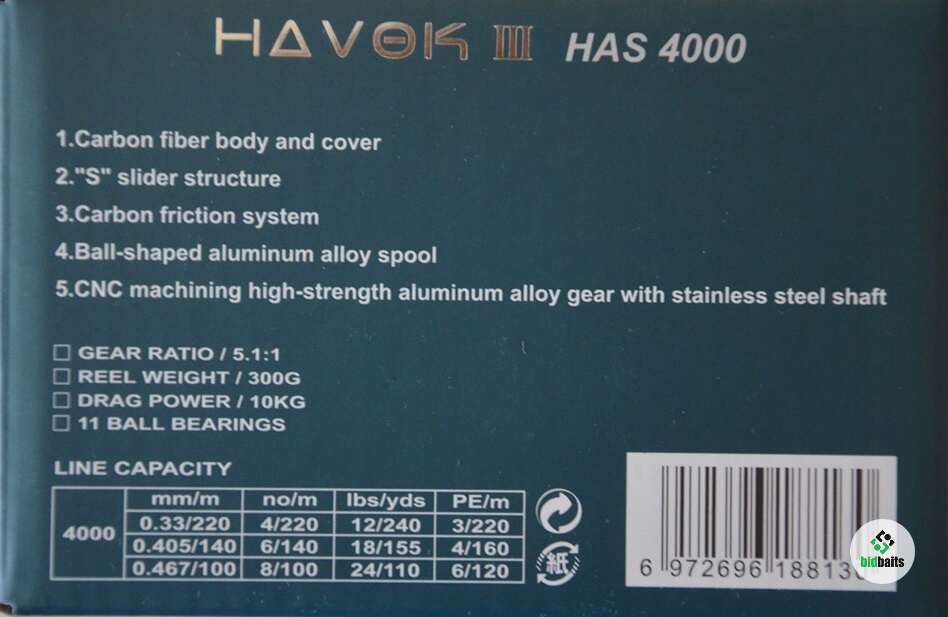 HAVOK III HAS 4000
1.Carbon fiber body and cover
2."S" slider structure
3.Carbon friction system
4.Ball-shaped aluminum alloy spool
5.CNC machining high-strength aluminum alloy gear with stainless steel shaft
GEAR RATIO / 5.1:1
REEL WEIGHT / 300G
DRAG POWER / 10KG
11 BALL BEARINGS
LINE CAPACITY
mm/m no/m lbs/yds PE/m
4000
0.33/220 4/220 12/240 3/220
0.405/140 6/140 18/155 4/160
0.467/100 8/100 24/110 6/120
紙
6 972696 18813
bidbaits